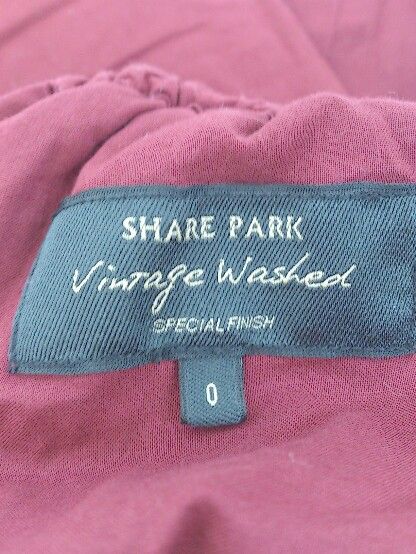 SHARE PARK
Vintage Washed
SPECIAL FINISH
0